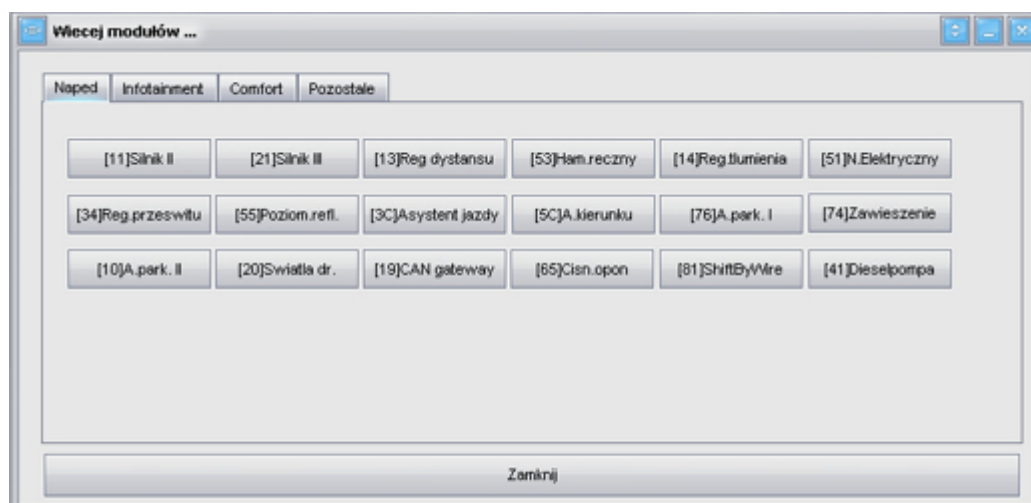 Wiecej modułów ...
Naped Infotainment Comfort Pozostale
[11]Silnik II [21]Silnik III [13]Reg dystansu [53]Ham.reczny [14]Reg.tlumienia [51]N.Elektryczny
[34]Reg.przeswitu [55]Poziom.refl. [3C]Asystent jazdy [5C]A.kierunku [76]A.park. I [74]Zawieszenie
[10]A.park. II [20]Swiatla dr. [19]CAN gateway [65]Cisn.opon [81]ShiftByWire [41]Dieselpompa
Zamknij